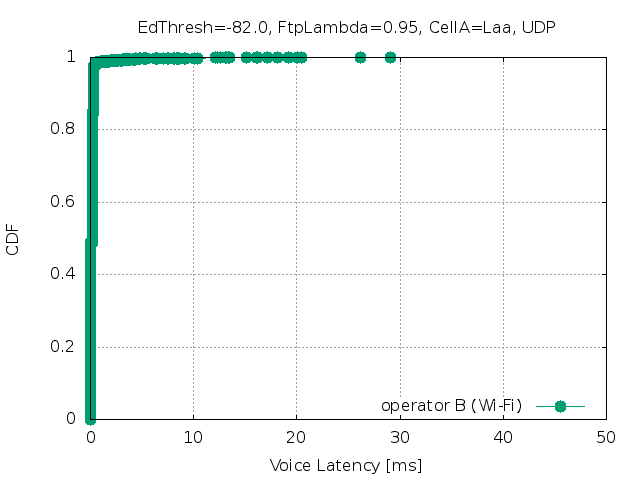 EdThresh=-82.0, FtpLambda=0.95, CellA=Laa, UDP
1
0.8
0.6
0.4
0.2
0
CDF
operator B (Wi-Fi)
0 10 20 30 40 50
Voice Latency [ms]